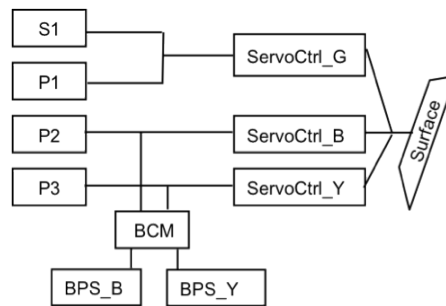 S1
ServoCtrl_G
P1
P2
ServoCtrl_B
Surface
P3
ServoCtrl_Y
BCM
BPS_B
BPS_Y